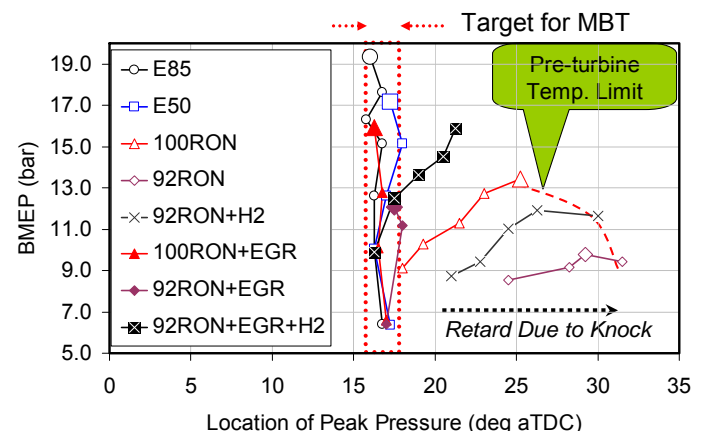 Target for MBT
Pre-turbine
Temp. Limit
E85
E50
100RON
92RON
92RON+H2
100RON+EGR
92RON+EGR
92RON+EGR+H2
BMEP (bar)
19.0
17.0
15.0
13.0
11.0
9.0
7.0
5.0
Retard Due to Knock
0 5 10 15 20 25 30 35
Location of Peak Pressure (deg aTDC)